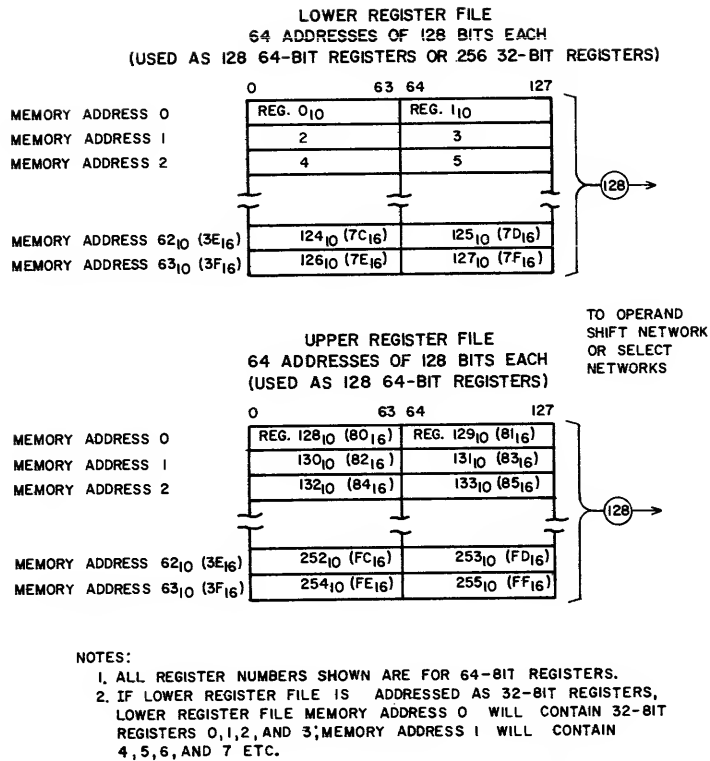 LOWER REGISTER FILE
64 ADDRESSES OF 128 BITS EACH
(USED AS 128 64-BIT REGISTERS OR 256 32-BIT REGISTERS)
0 63 64 127
MEMORY ADDRESS 0 REG. 0₁₀ REG. 1₁₀
MEMORY ADDRESS 1 2 3
MEMORY ADDRESS 2 4 5
128
MEMORY ADDRESS 62₁₀ (3E₁₆) 124₁₀ (7C₁₆) 125₁₀ (7D₁₆)
MEMORY ADDRESS 63₁₀ (3F₁₆) 126₁₀ (7E₁₆) 127₁₀ (7F₁₆)
TO OPERAND
SHIFT NETWORK
OR SELECT
NETWORKS
UPPER REGISTER FILE
64 ADDRESSES OF 128 BITS EACH
(USED AS 128 64-BIT REGISTERS)
0 63 64 127
MEMORY ADDRESS 0 REG. 128₁₀ (80₁₆) REG. 129₁₀ (81₁₆)
MEMORY ADDRESS 1 130₁₀ (82₁₆) 131₁₀ (83₁₆)
MEMORY ADDRESS 2 132₁₀ (84₁₆) 133₁₀ (85₁₆)
128
MEMORY ADDRESS 62₁₀ (3E₁₆) 252₁₀ (FC₁₆) 253₁₀ (FD₁₆)
MEMORY ADDRESS 63₁₀ (3F₁₆) 254₁₀ (FE₁₆) 255₁₀ (FF₁₆)
NOTES:
1. ALL REGISTER NUMBERS SHOWN ARE FOR 64-BIT REGISTERS.
2. IF LOWER REGISTER FILE IS ADDRESSED AS 32-BIT REGISTERS,
LOWER REGISTER FILE MEMORY ADDRESS 0 WILL CONTAIN 32-BIT
REGISTERS 0,1,2, AND 3; MEMORY ADDRESS 1 WILL CONTAIN
4,5,6, AND 7 ETC.